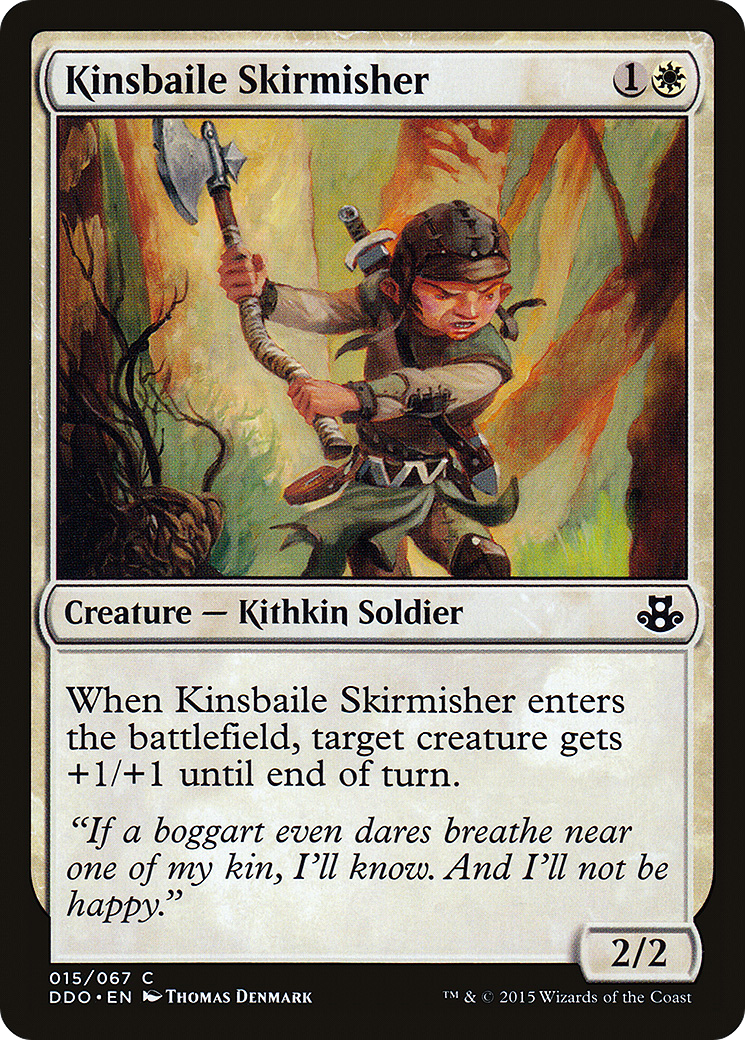 Kinsbaile Skirmisher 1
Creature — Kithkin Soldier
When Kinsbaile Skirmisher enters
the battlefield, target creature gets
+1/+1 until end of turn.
“If a boggart even dares breathe near
one of my kin, I’ll know. And I’ll not be
happy.”
2/2
015/067 C
DDO • EN Thomas Denmark
™ & © 2015 Wizards of the Coast